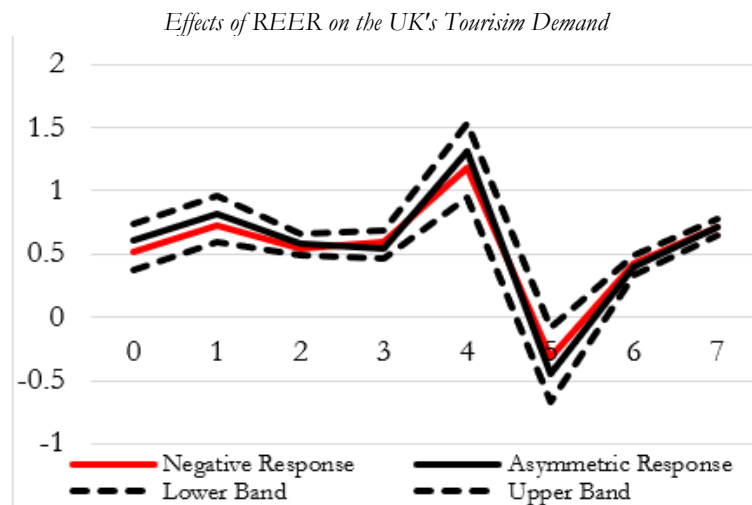 Effects of REER on the UK's Tourisim Demand
2
1.5
1
0.5
0
0 1 2 3 4 5 6 7
-0.5
-1
Negative Response Asymmetric Response
Lower Band Upper Band